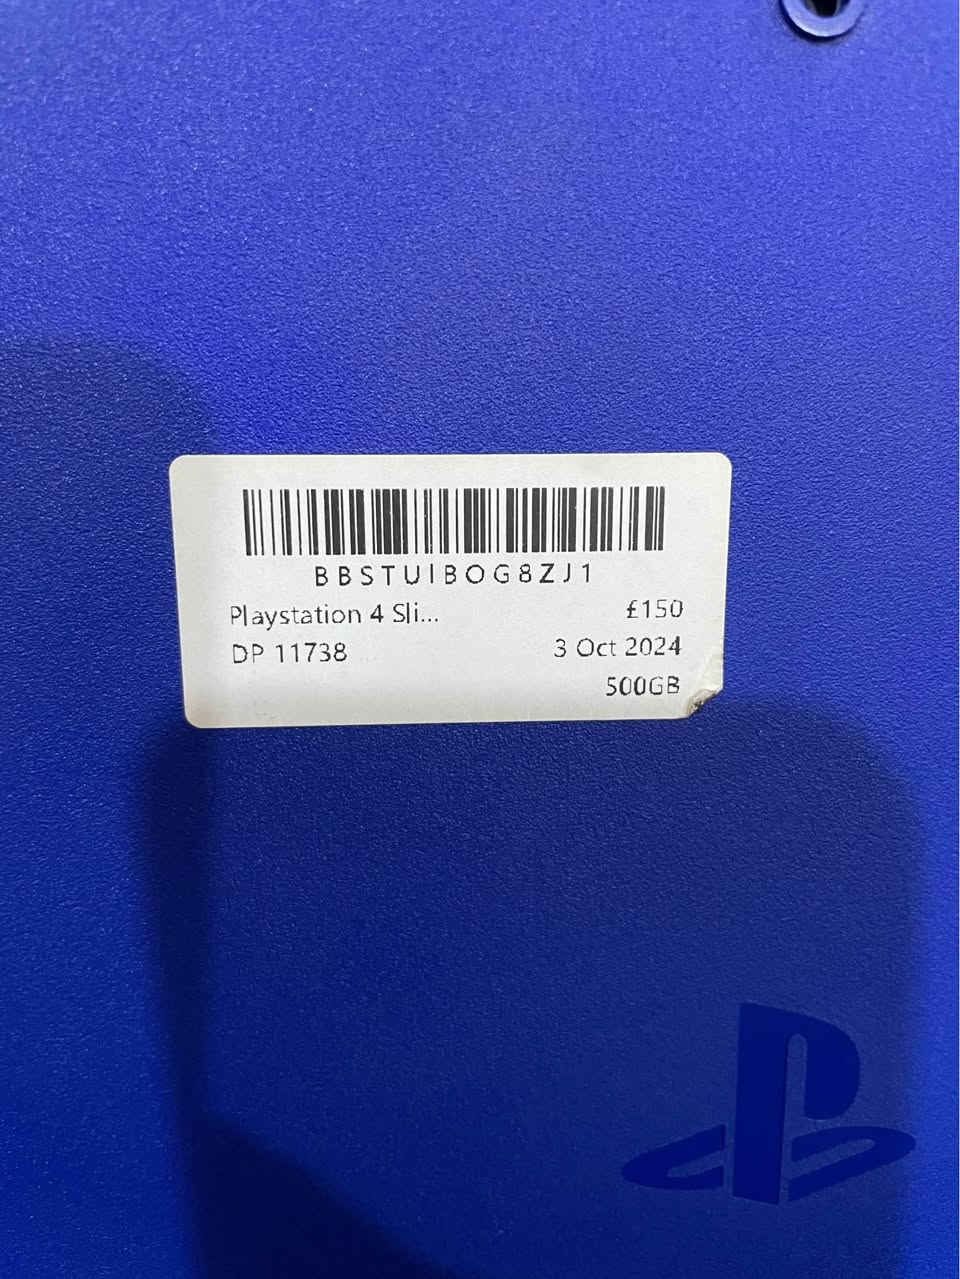 BBSTUIBOG8ZJ1
Playstation 4 Sli... £150
DP 11738 3 Oct 2024
500GB